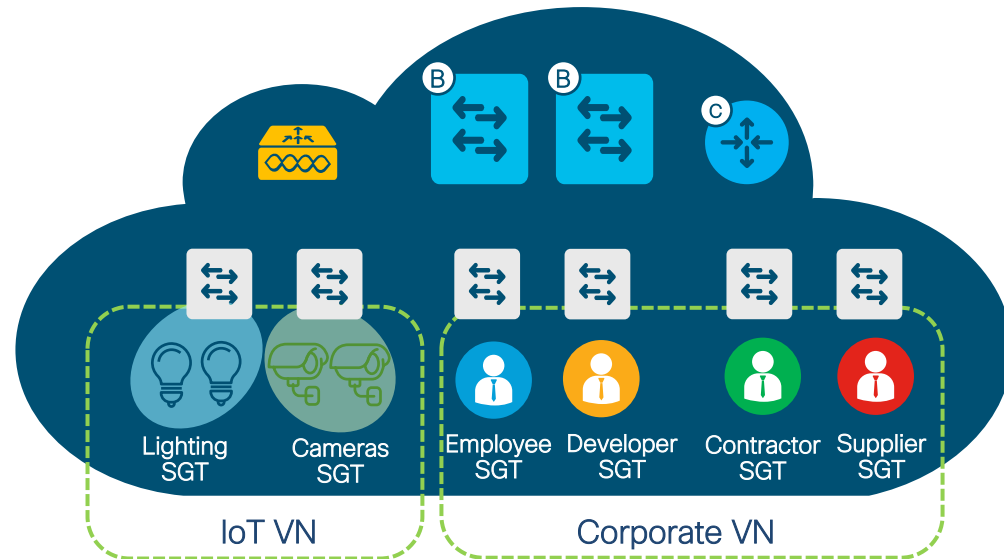 B
B
C
Lighting
SGT
Cameras
SGT
Employee
SGT
Developer
SGT
Contractor
SGT
Supplier
SGT
IoT VN
Corporate VN